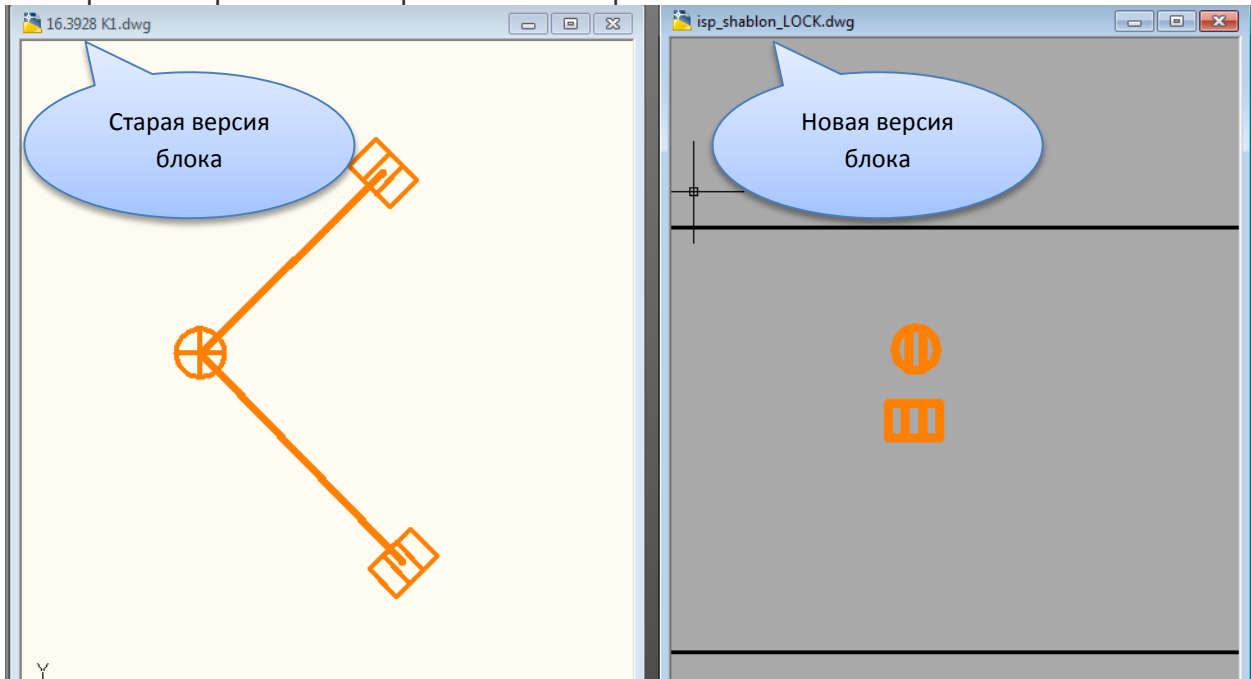 16.3928 K1.dwg
isp_shablon_LOCK.dwg
Старая версия
блока
Новая версия
блока
Y